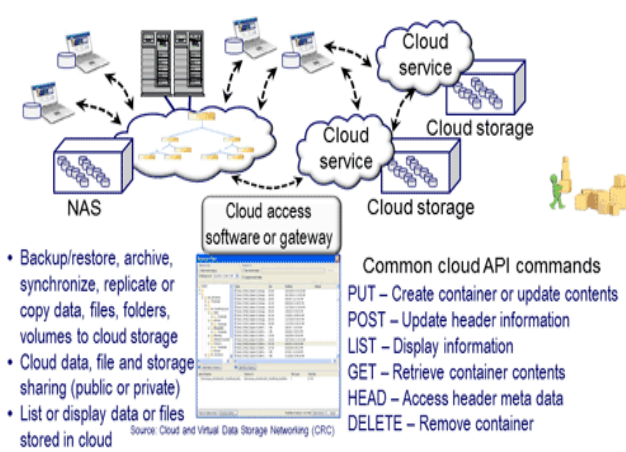 Cloud
service
Cloud storage
Cloud
service
NAS
Cloud storage
Cloud access
software or gateway
• Backup/restore, archive,
synchronize, replicate or
copy data, files, folders,
volumes to cloud storage
• Cloud data, file and storage
sharing (public or private)
• List or display data or files
stored in cloud
Common cloud API commands
PUT – Create container or update contents
POST – Update header information
LIST – Display information
GET – Retrieve container contents
HEAD – Access header meta data
DELETE – Remove container
Source: Cloud and Virtual Data Storage Networking (CRC)